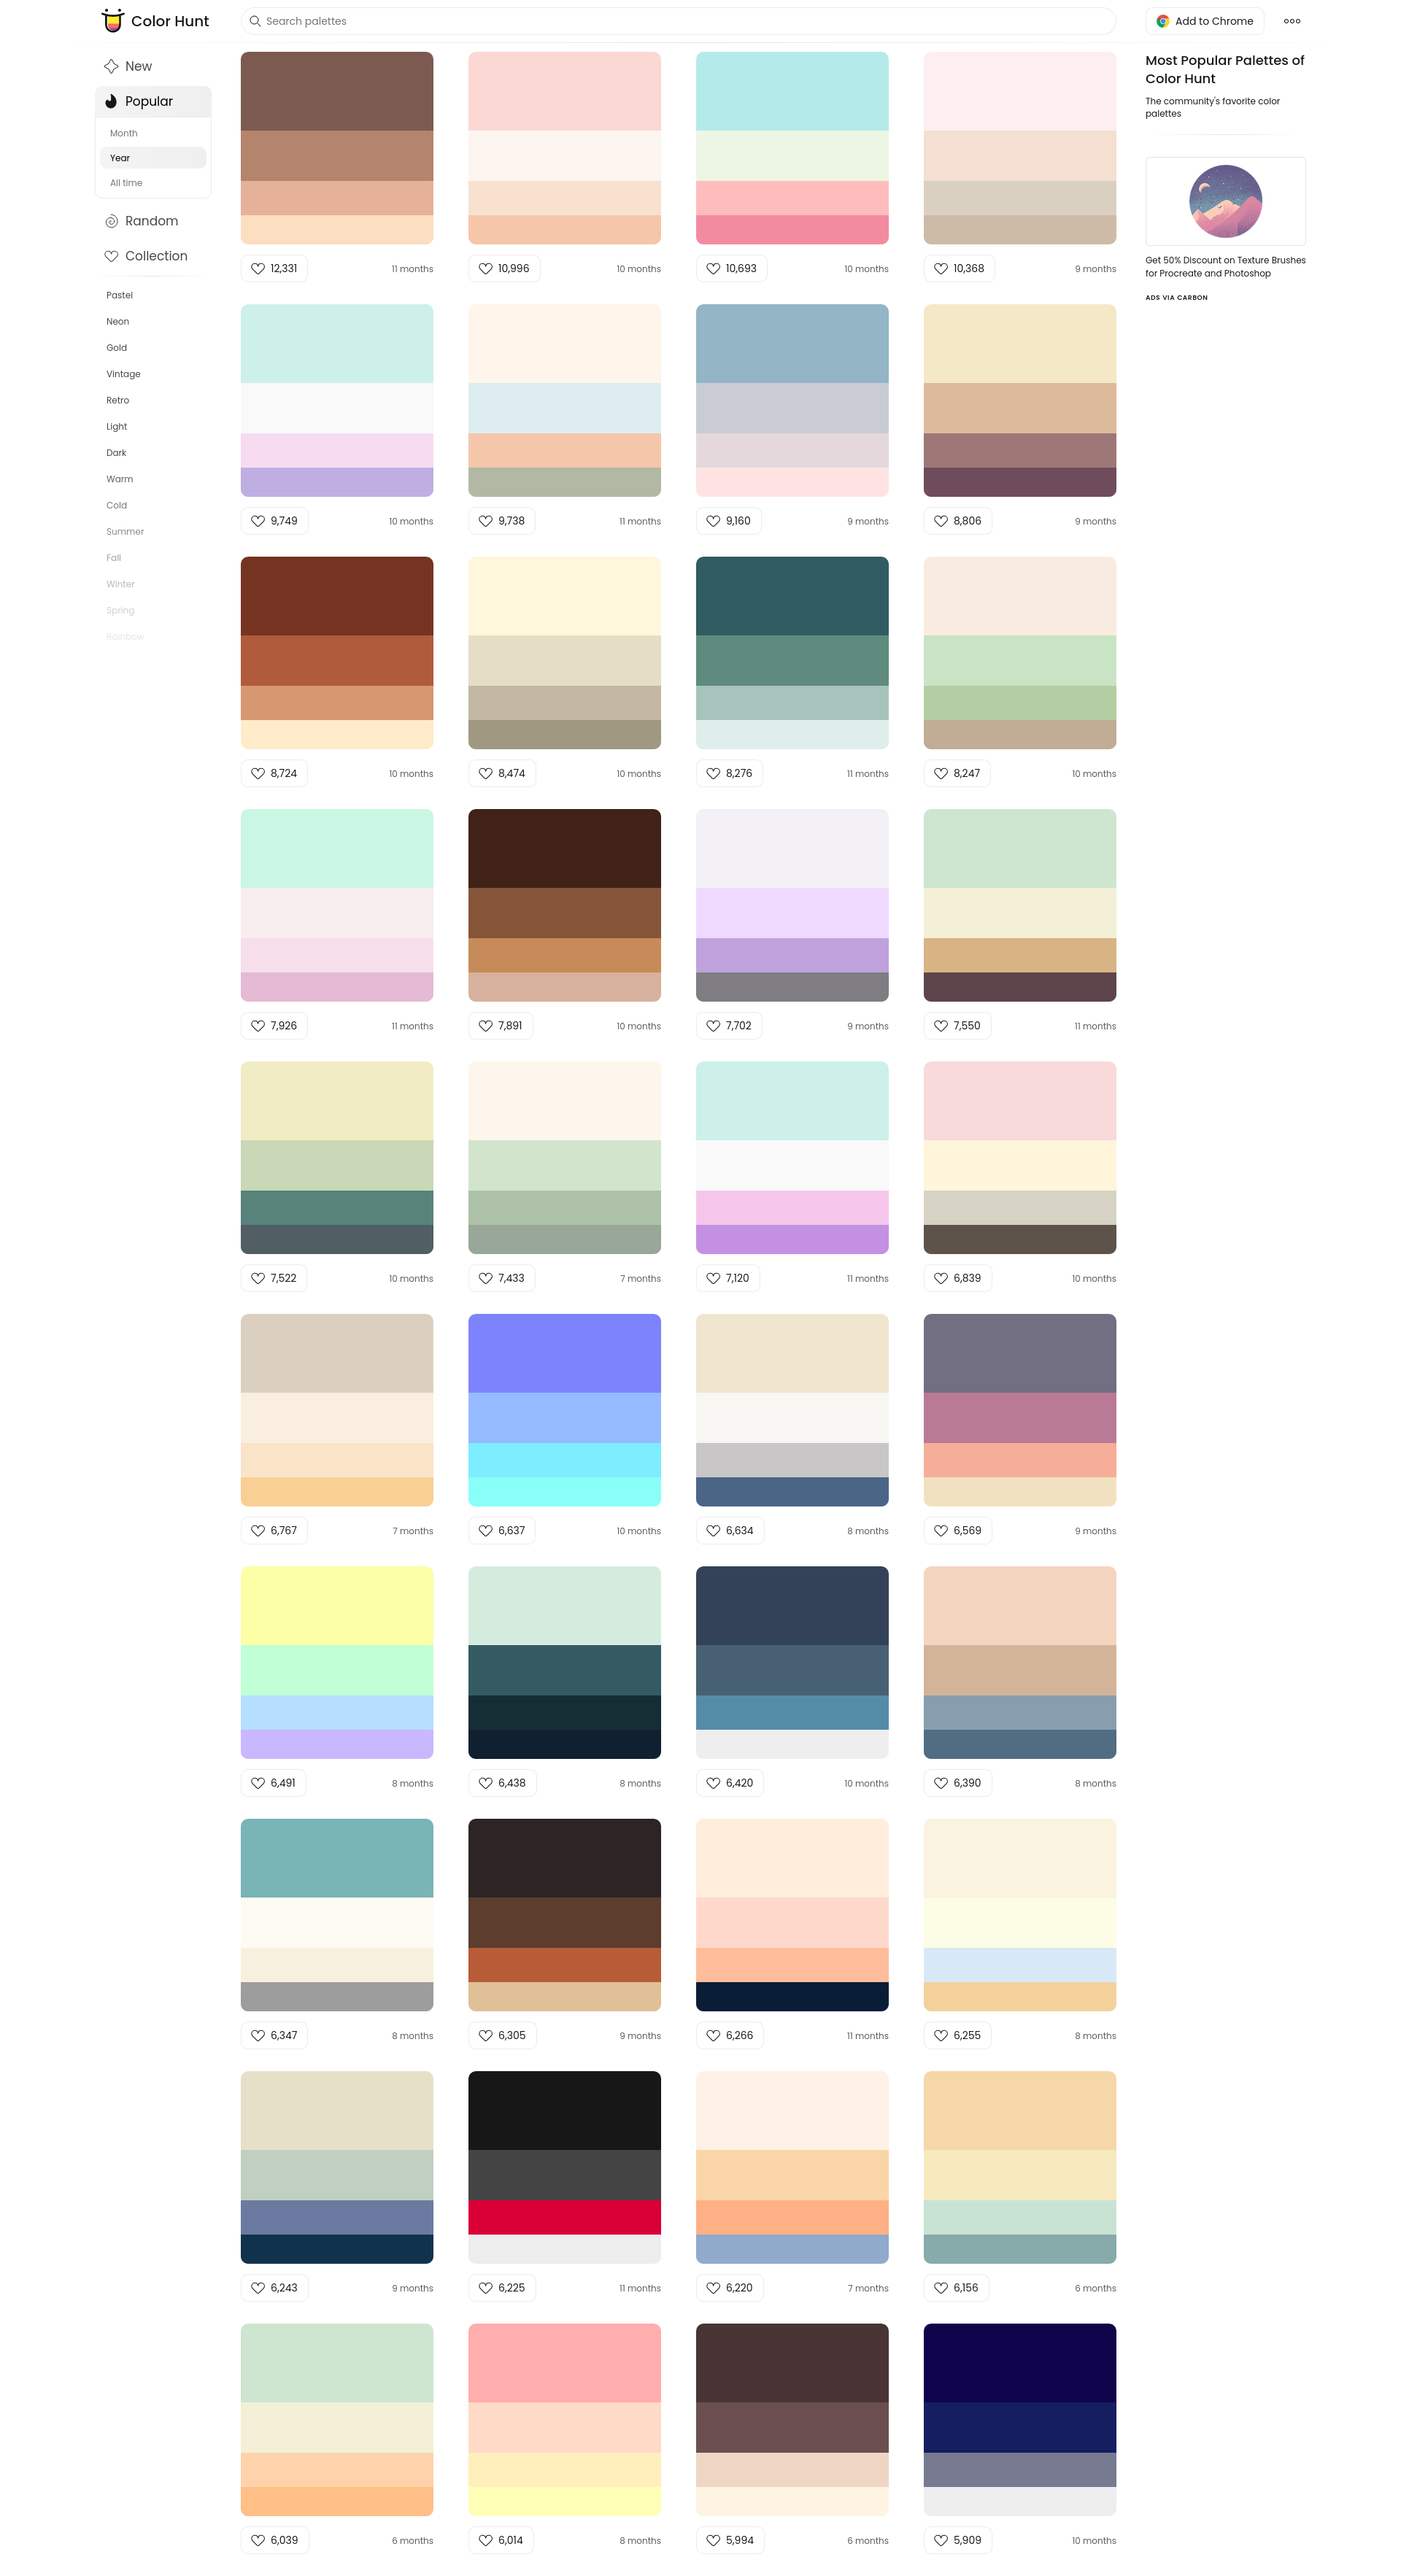 Color Hunt
Search palettes
Add to Chrome
New
Popular
Month
Year
All time
Random
Collection
Pastel
Neon
Gold
Vintage
Retro
Light
Dark
Warm
Cold
Summer
Fall
Winter
Spring
Rainbow
12,331 11 months
10,996 10 months
10,693 10 months
10,368 9 months
9,749 10 months
9,738 11 months
9,160 9 months
8,806 9 months
8,724 10 months
8,474 10 months
8,276 11 months
8,247 10 months
7,926 11 months
7,891 10 months
7,702 9 months
7,550 11 months
7,522 10 months
7,433 7 months
7,120 11 months
6,839 10 months
6,767 7 months
6,637 10 months
6,634 8 months
6,569 9 months
6,491 8 months
6,438 8 months
6,420 10 months
6,390 8 months
6,347 8 months
6,305 9 months
6,266 11 months
6,255 8 months
6,243 9 months
6,225 11 months
6,220 7 months
6,156 6 months
6,039 6 months
6,014 8 months
5,994 6 months
5,909 10 months
Most Popular Palettes of
Color Hunt
The community's favorite color
palettes
Get 50% Discount on Texture Brushes
for Procreate and Photoshop
ADS VIA CARBON